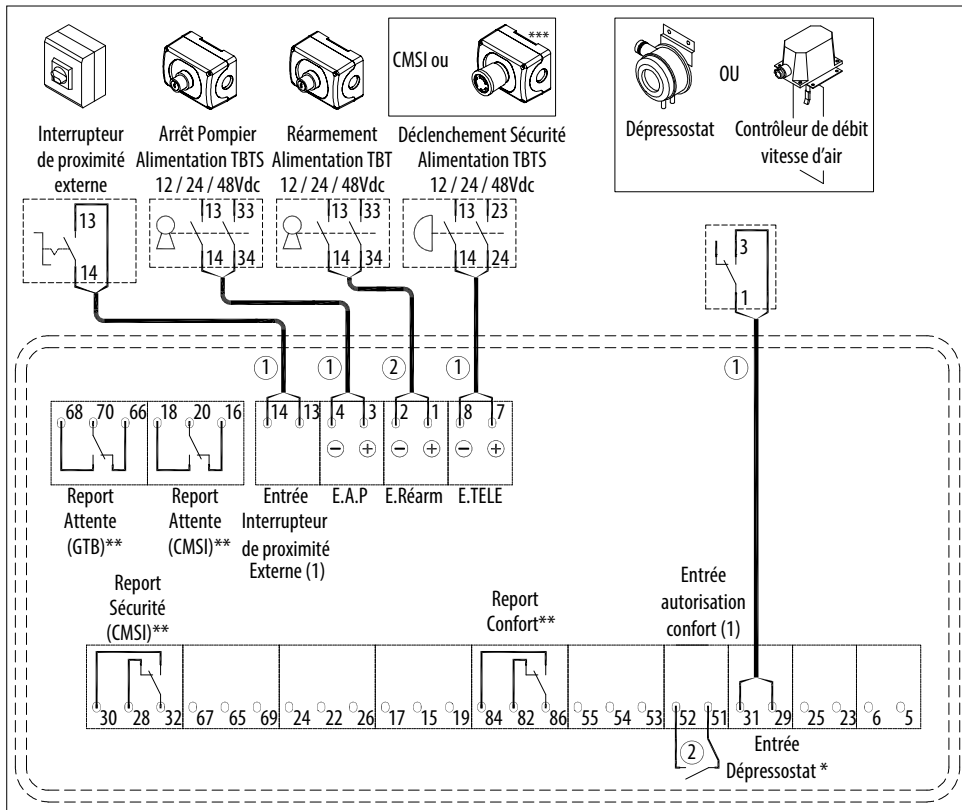 ***
CMSI ou
OU
Dépressostat
Contrôleur de débit
vitesse d'air
Interrupteur
de proximité
externe
Arrêt Pompier
Alimentation TBTS
12 / 24 / 48Vdc
Réarmement
Alimentation TBT
12 / 24 / 48Vdc
Déclenchement Sécurité
Alimentation TBTS
12 / 24 / 48Vdc
13
14
13 33
14 34
13 33
14 34
13 23
14 24
3
1
1 1 2 1 1
68 70 66 18 20 16 14 13 4 3 2 1 8 7
− + − + − +
Report
Attente
(GTB)**
Report
Attente
(CMSI)**
Entrée
Interrupteur
de proximité
Externe (1)
E.A.P
E.Réarm
E.TELE
Report
Sécurité
(CMSI)**
Report
Confort**
Entrée
autorisation
confort (1)
30 28 32 67 65 69 24 22 26 17 15 19 84 82 86 55 54 53 52 51 31 29 25 23 6 5
2
Entrée
Dépressostat *